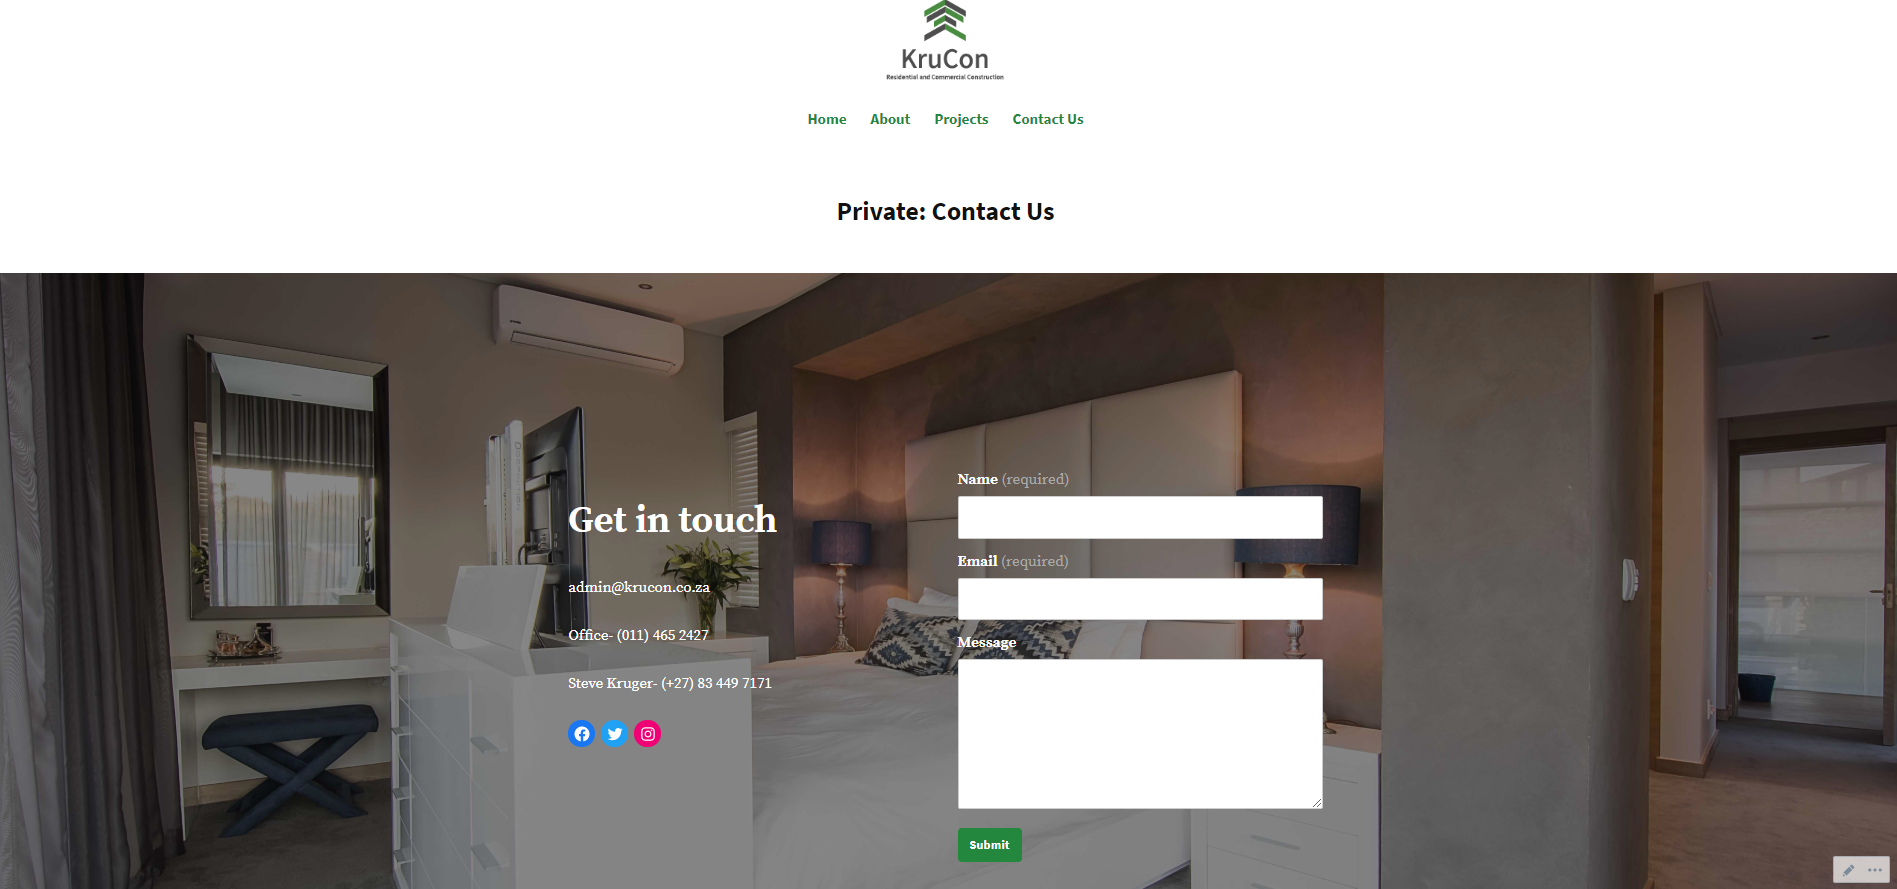 KruCon
Residential and Commercial Construction
Home About Projects Contact Us
Private: Contact Us
Get in touch
admin@krucon.co.za
Office- (011) 465 2427
Steve Kruger- (+27) 83 449 7171
Name (required)
Email (required)
Message
Submit